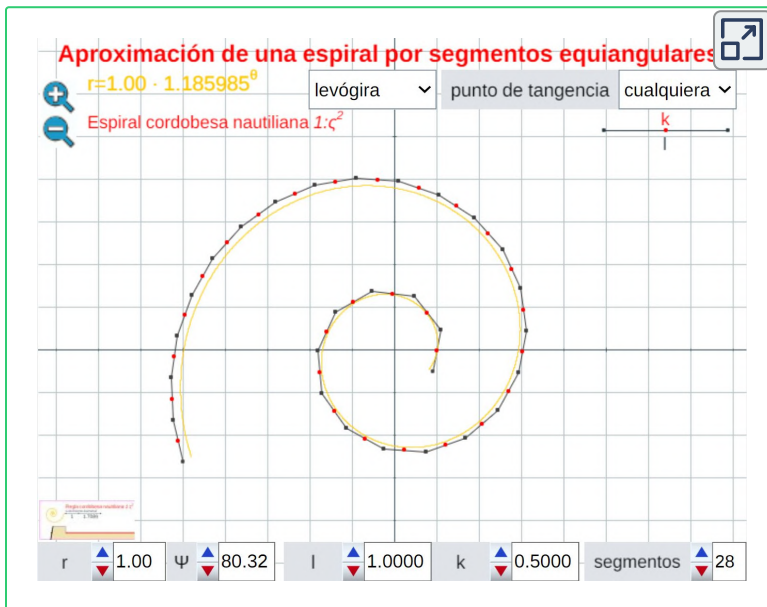 Aproximación de una espiral por segmentos equiangulares
r=1.00 · 1.185985^θ
levógira
punto de tangencia
cualquiera
Espiral cordobesa nautiliana 1:ς²
k
l
r 1.00 Ψ 80.32 l 1.0000 k 0.5000 segmentos 28